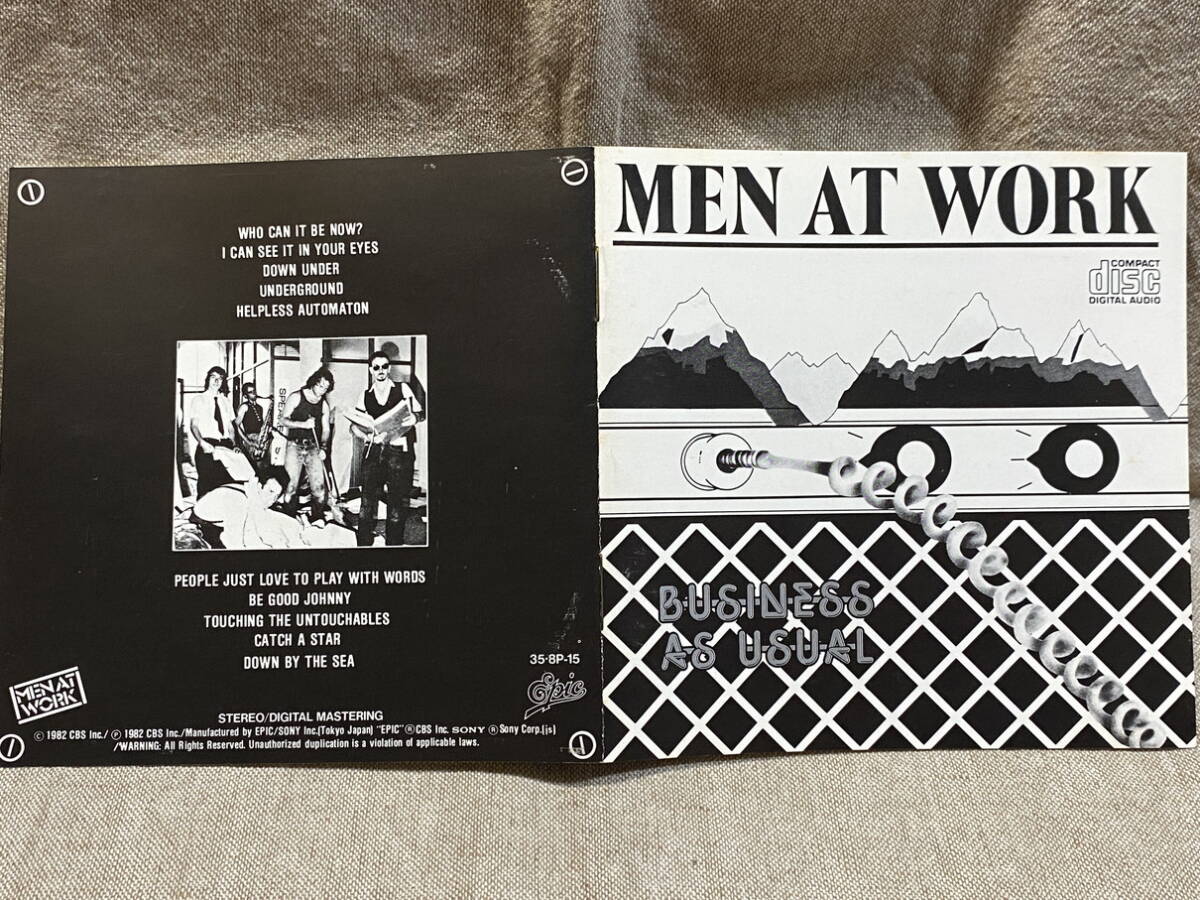 WHO CAN IT BE NOW?
I CAN SEE IT IN YOUR EYES
DOWN UNDER
UNDERGROUND
HELPLESS AUTOMATON
PEOPLE JUST LOVE TO PLAY WITH WORDS
BE GOOD JOHNNY
TOUCHING THE UNTOUCHABLES
CATCH A STAR
DOWN BY THE SEA
35·8P-15
MEN AT
WORK
Epic
STEREO/DIGITAL MASTERING
©1982 CBS Inc./ ℗ 1982 CBS Inc./Manufactured by EPIC/SONY Inc.(Tokyo Japan) "EPIC"®CBS Inc. SONY ®Sony Corp.(js)
/WARNING: All Rights Reserved. Unauthorized duplication is a violation of applicable laws.
MEN AT WORK
COMPACT
disc
DIGITAL AUDIO
BUSINESS
AS USUAL